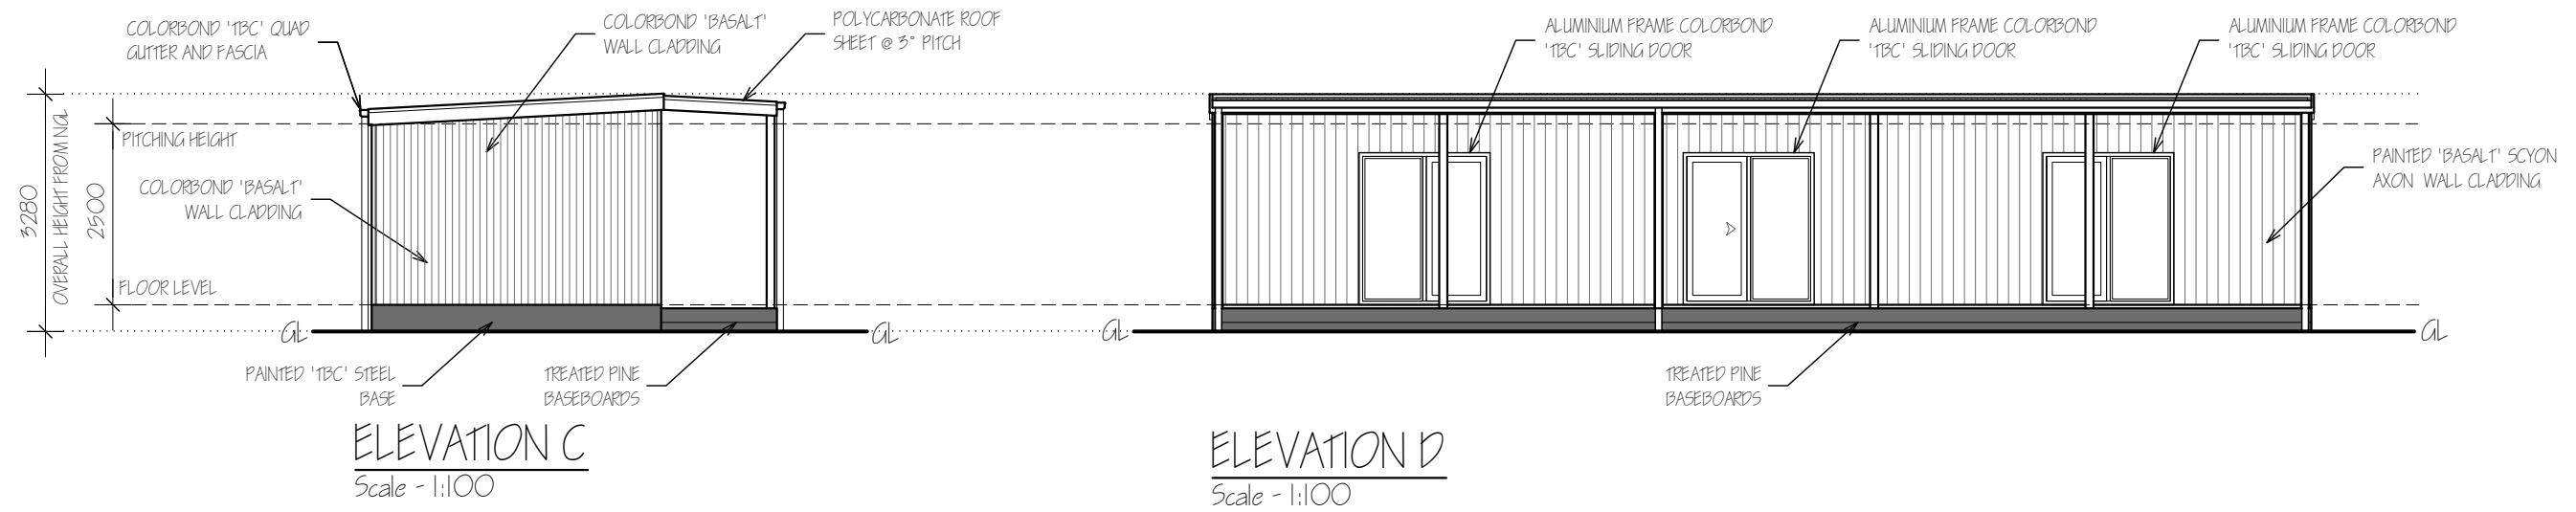 COLORBOND 'TBC' QUAD
GUTTER AND FASCIA
COLORBOND 'BASALT'
WALL CLADDING
POLYCARBONATE ROOF
SHEET @ 3° PITCH
3280
OVERALL HEIGHT FROM NGL
2500
PITCHING HEIGHT
COLORBOND 'BASALT'
WALL CLADDING
FLOOR LEVEL
GL
GL
PAINTED 'TBC' STEEL
BASE
TREATED PINE
BASEBOARDS
ELEVATION C
Scale - 1:100
ALUMINIUM FRAME COLORBOND
'TBC' SLIDING DOOR
ALUMINIUM FRAME COLORBOND
'TBC' SLIDING DOOR
ALUMINIUM FRAME COLORBOND
'TBC' SLIDING DOOR
PAINTED 'BASALT' SCYON
AXON WALL CLADDING
GL
GL
TREATED PINE
BASEBOARDS
ELEVATION D
Scale - 1:100